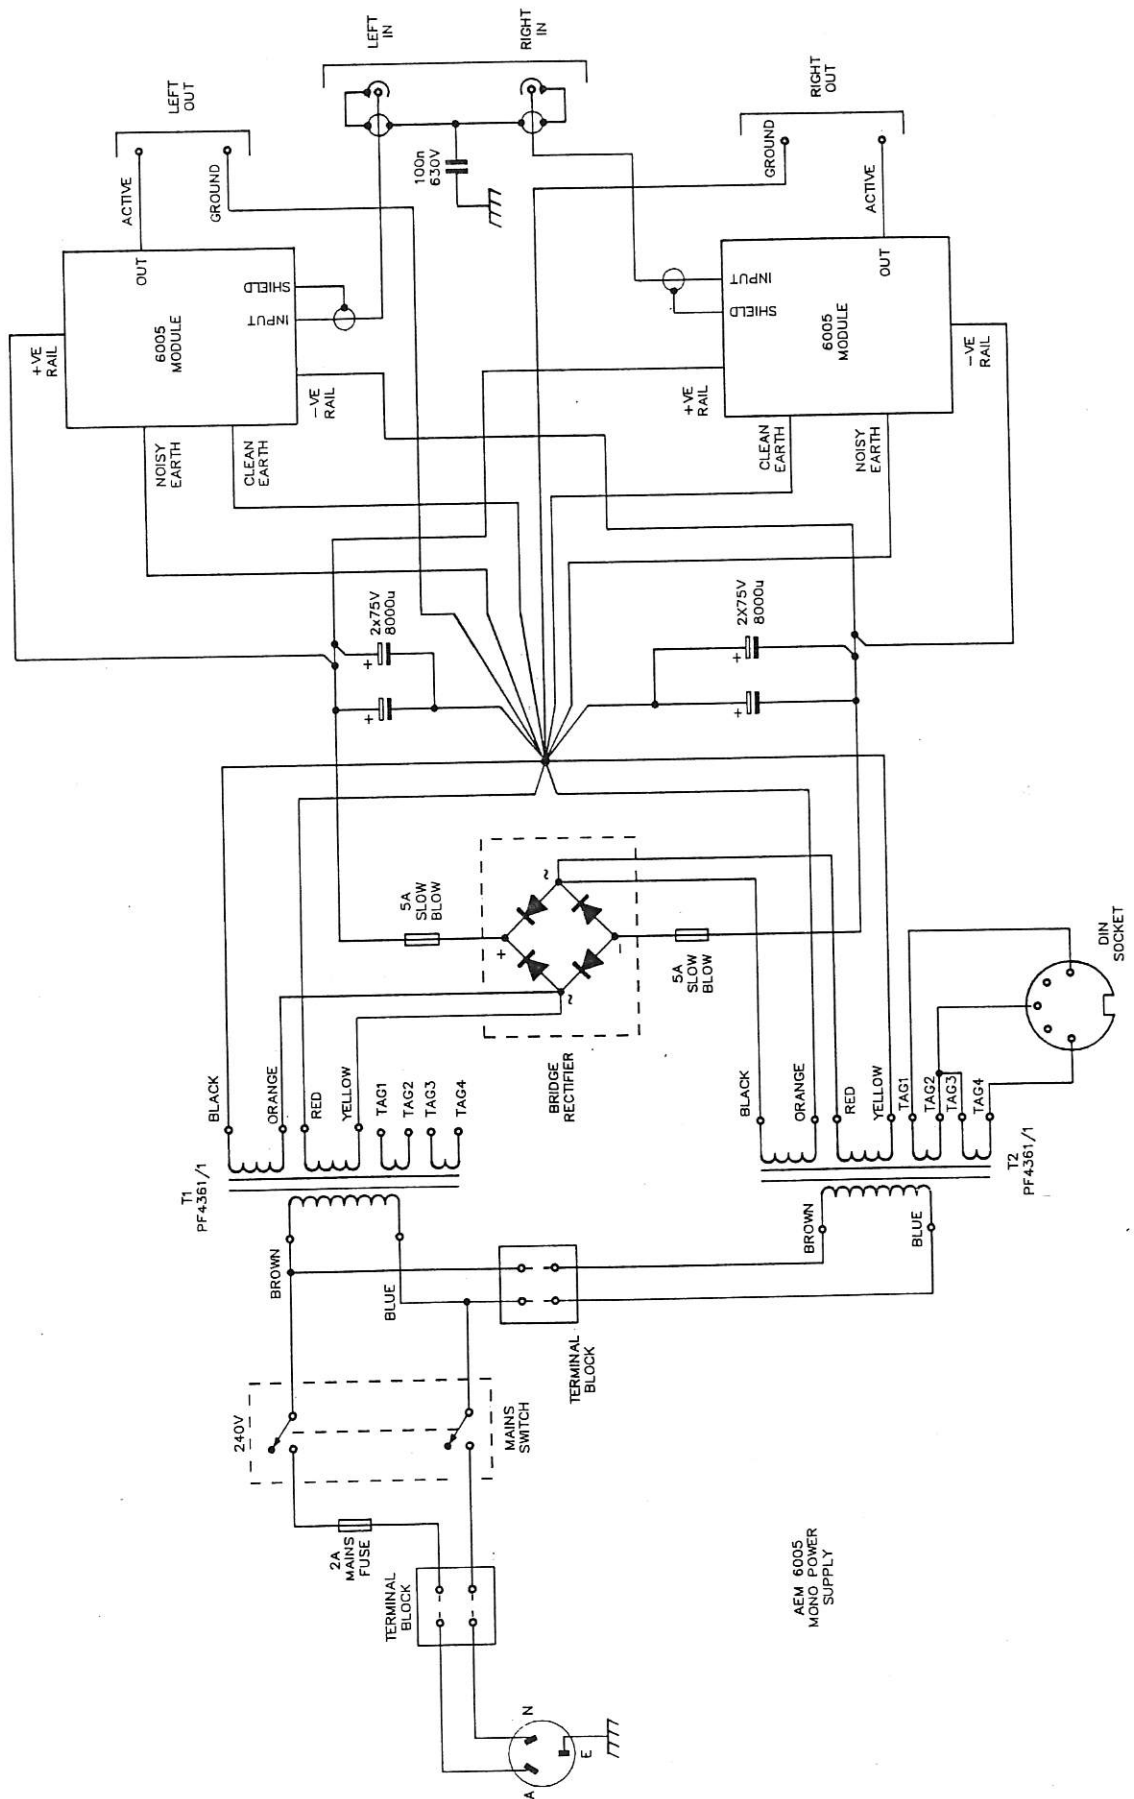 A
N
E
TERMINAL
BLOCK
2A
MAINS
FUSE
240V
MAINS
SWITCH
TERMINAL
BLOCK
AEM 6005
MONO POWER
SUPPLY
BROWN
BLUE
T1
PF4361/1
BLACK
ORANGE
RED
YELLOW
TAG1
TAG2
TAG3
TAG4
BROWN
BLUE
T2
PF4361/1
BLACK
ORANGE
RED
YELLOW
TAG1
TAG2
TAG3
TAG4
DIN
SOCKET
BRIDGE
RECTIFIER
~
+
~
–
5A
SLOW
BLOW
5A
SLOW
BLOW
+
+
2x75V
8000u
+
+
2X75V
8000u
NOISY
EARTH
CLEAN
EARTH
+VE
RAIL
–VE
RAIL
6005
MODULE
OUT
INPUT
SHIELD
ACTIVE
GROUND
LEFT
OUT
LEFT
IN
RIGHT
IN
100n
630V
CLEAN
EARTH
NOISY
EARTH
+VE
RAIL
–VE
RAIL
6005
MODULE
SHIELD
INPUT
OUT
GROUND
ACTIVE
RIGHT
OUT